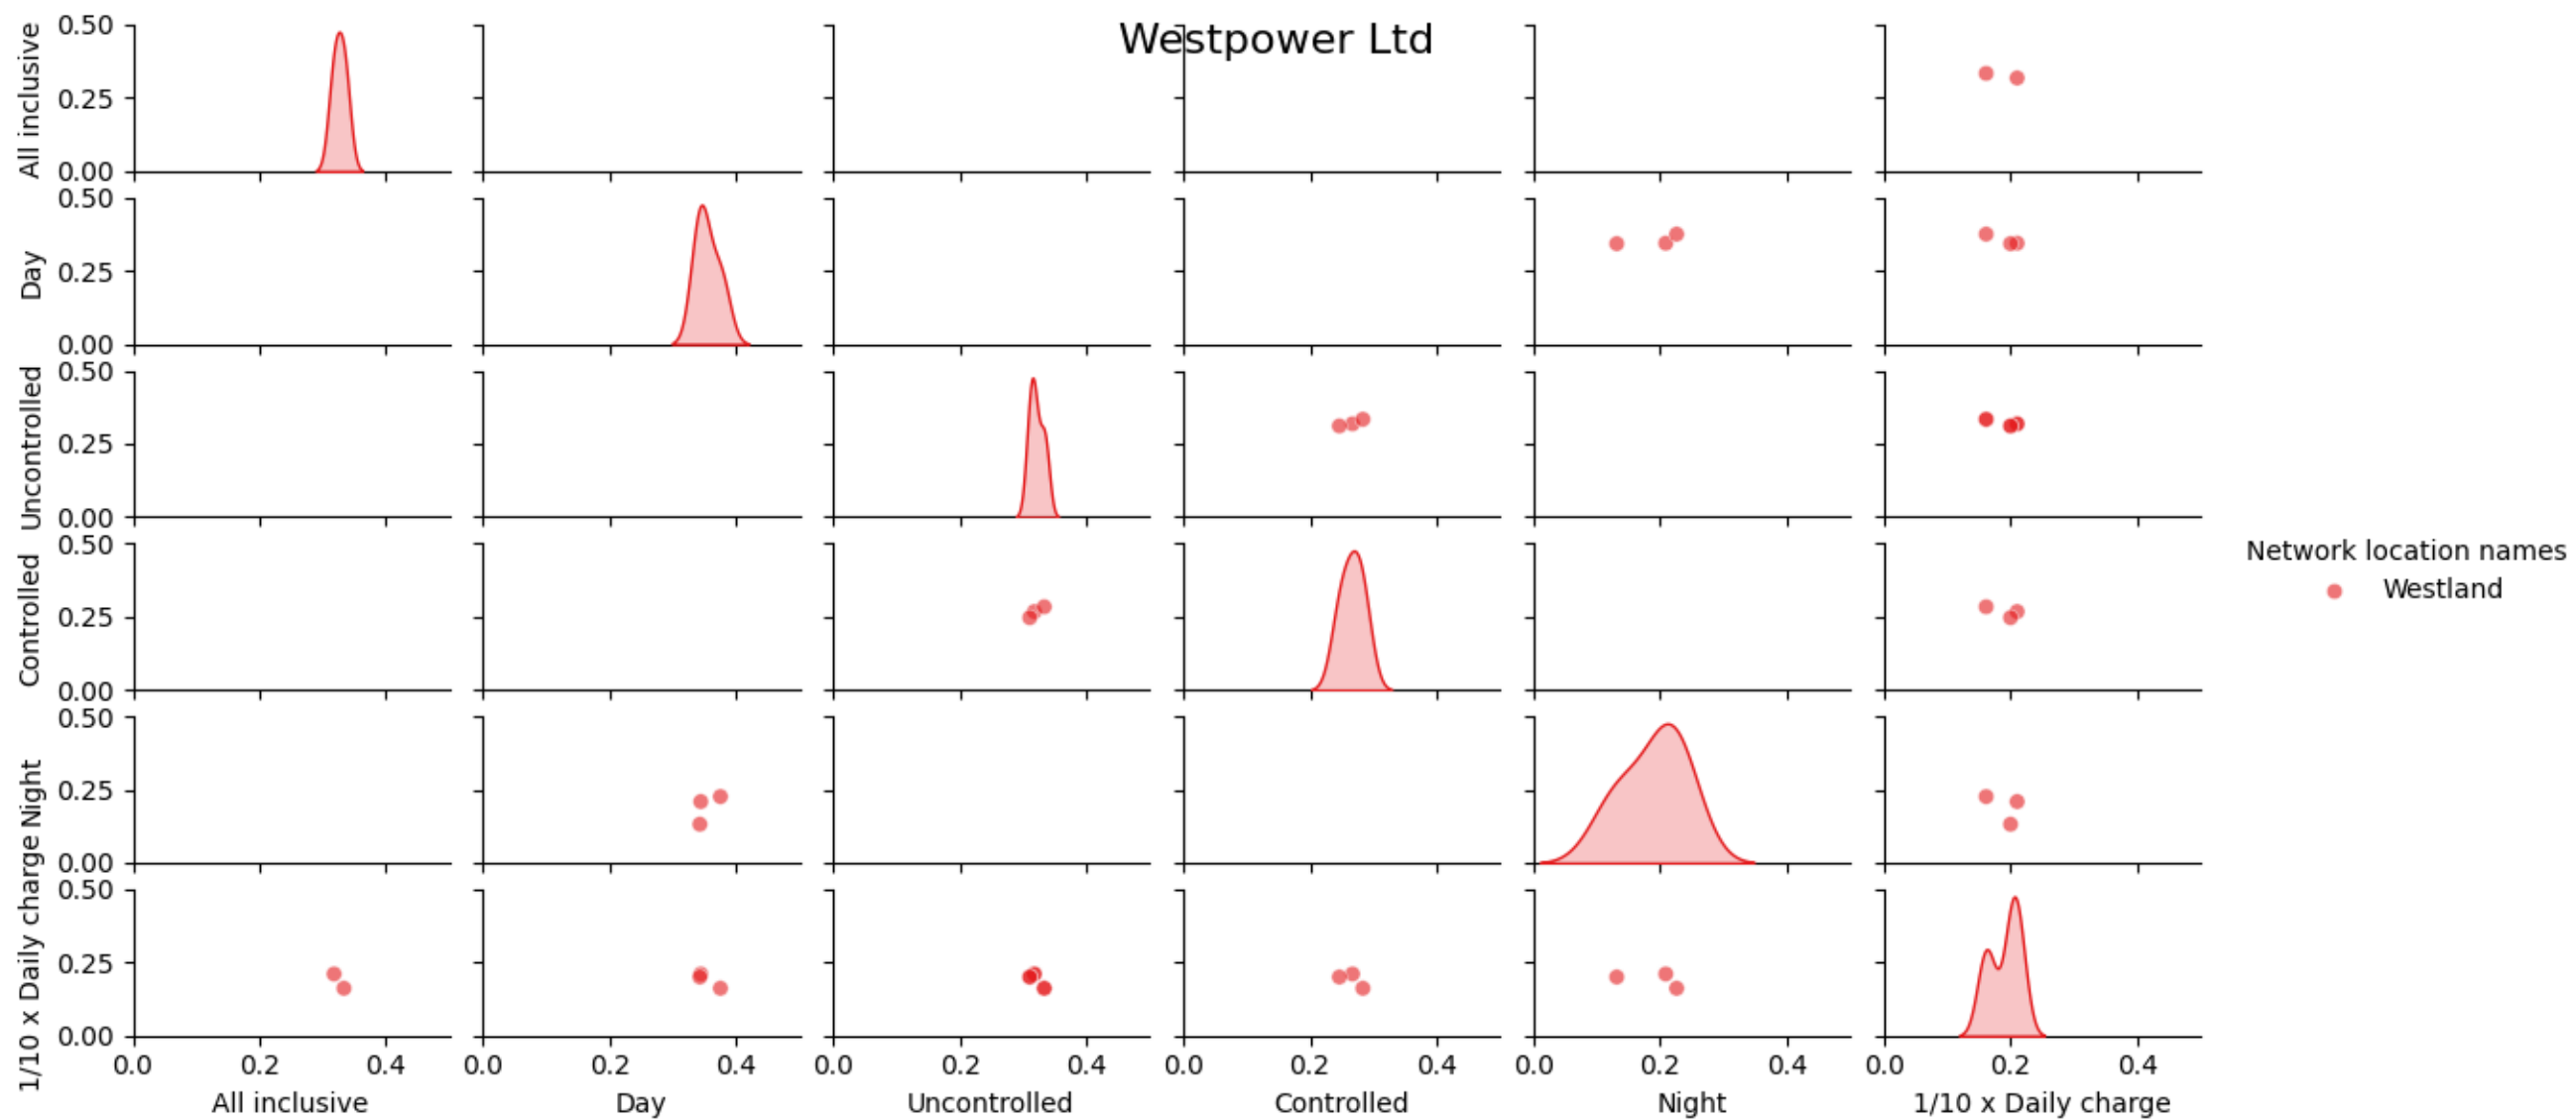 Westpower Ltd
All inclusive
0.50
0.25
0.00
Day
0.50
0.25
0.00
Uncontrolled
0.50
0.25
0.00
Controlled
0.50
0.25
0.00
Night
0.50
0.25
0.00
1/10 x Daily charge
0.50
0.25
0.00
0.0 0.2 0.4 0.0 0.2 0.4 0.0 0.2 0.4 0.0 0.2 0.4 0.0 0.2 0.4 0.0 0.2 0.4
All inclusive Day Uncontrolled Controlled Night 1/10 x Daily charge
Network location names
Westland